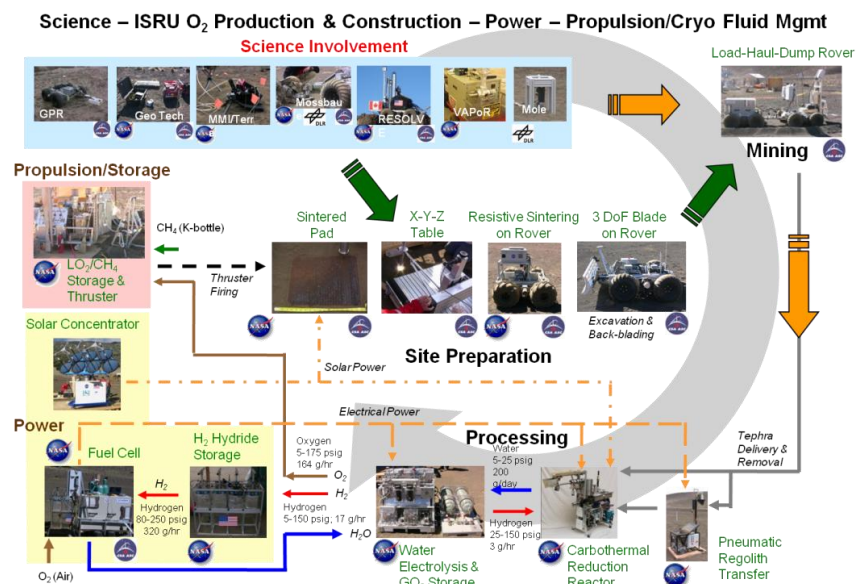 Science – ISRU O2 Production & Construction – Power – Propulsion/Cryo Fluid Mgmt
Science Involvement
GPR
Geo Tech
MMI/Terr
Mossbau
RESOLV
E
VAPoR
Mole
Load-Haul-Dump Rover
Mining
Propulsion/Storage
CH4 (K-bottle)
LO2/CH4
Storage &
Thruster
Thruster
Firing
Sintered
Pad
X-Y-Z
Table
Resistive Sintering
on Rover
3 DoF Blade
on Rover
Excavation &
Back-blading
Site Preparation
Solar Concentrator
Solar Power
Electrical Power
Power
Fuel Cell
H2 Hydride
Storage
H2
Hydrogen
80-250 psig
320 g/hr
O2 (Air)
Oxygen
5-175 psig
164 g/hr
O2
H2
Hydrogen
5-150 psig; 17 g/hr
H2O
Processing
Water
5-25 psig
200
g/day
Hydrogen
25-150 psig
3 g/hr
Water
Electrolysis &
GO2 Storage
Carbothermal
Reduction
Reactor
Tephra
Delivery &
Removal
Pneumatic
Regolith
Transfer